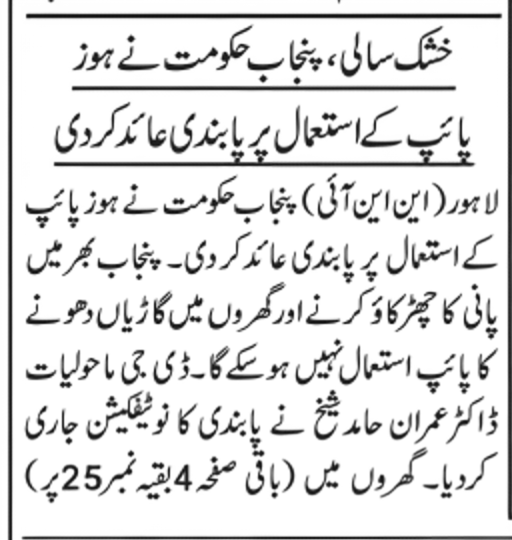 خشک سالی، پنجاب حکومت نے ہوز
پائپ کے استعمال پر پابندی عائد کردی
لاہور (این این آئی) پنجاب حکومت نے ہوز پائپ
کے استعمال پر پابندی عائد کر دی۔ پنجاب بھر میں
پانی کا چھڑکاؤ کرنے اور گھروں میں گاڑیاں دھونے
کا پائپ استعمال نہیں ہو سکے گا۔ ڈی جی ماحولیات
ڈاکٹر عمران حامد شیخ نے پابندی کا نوٹیفکیشن جاری
کردیا۔ گھروں میں (باقی صفحہ 4 بقیہ نمبر 25 پر)